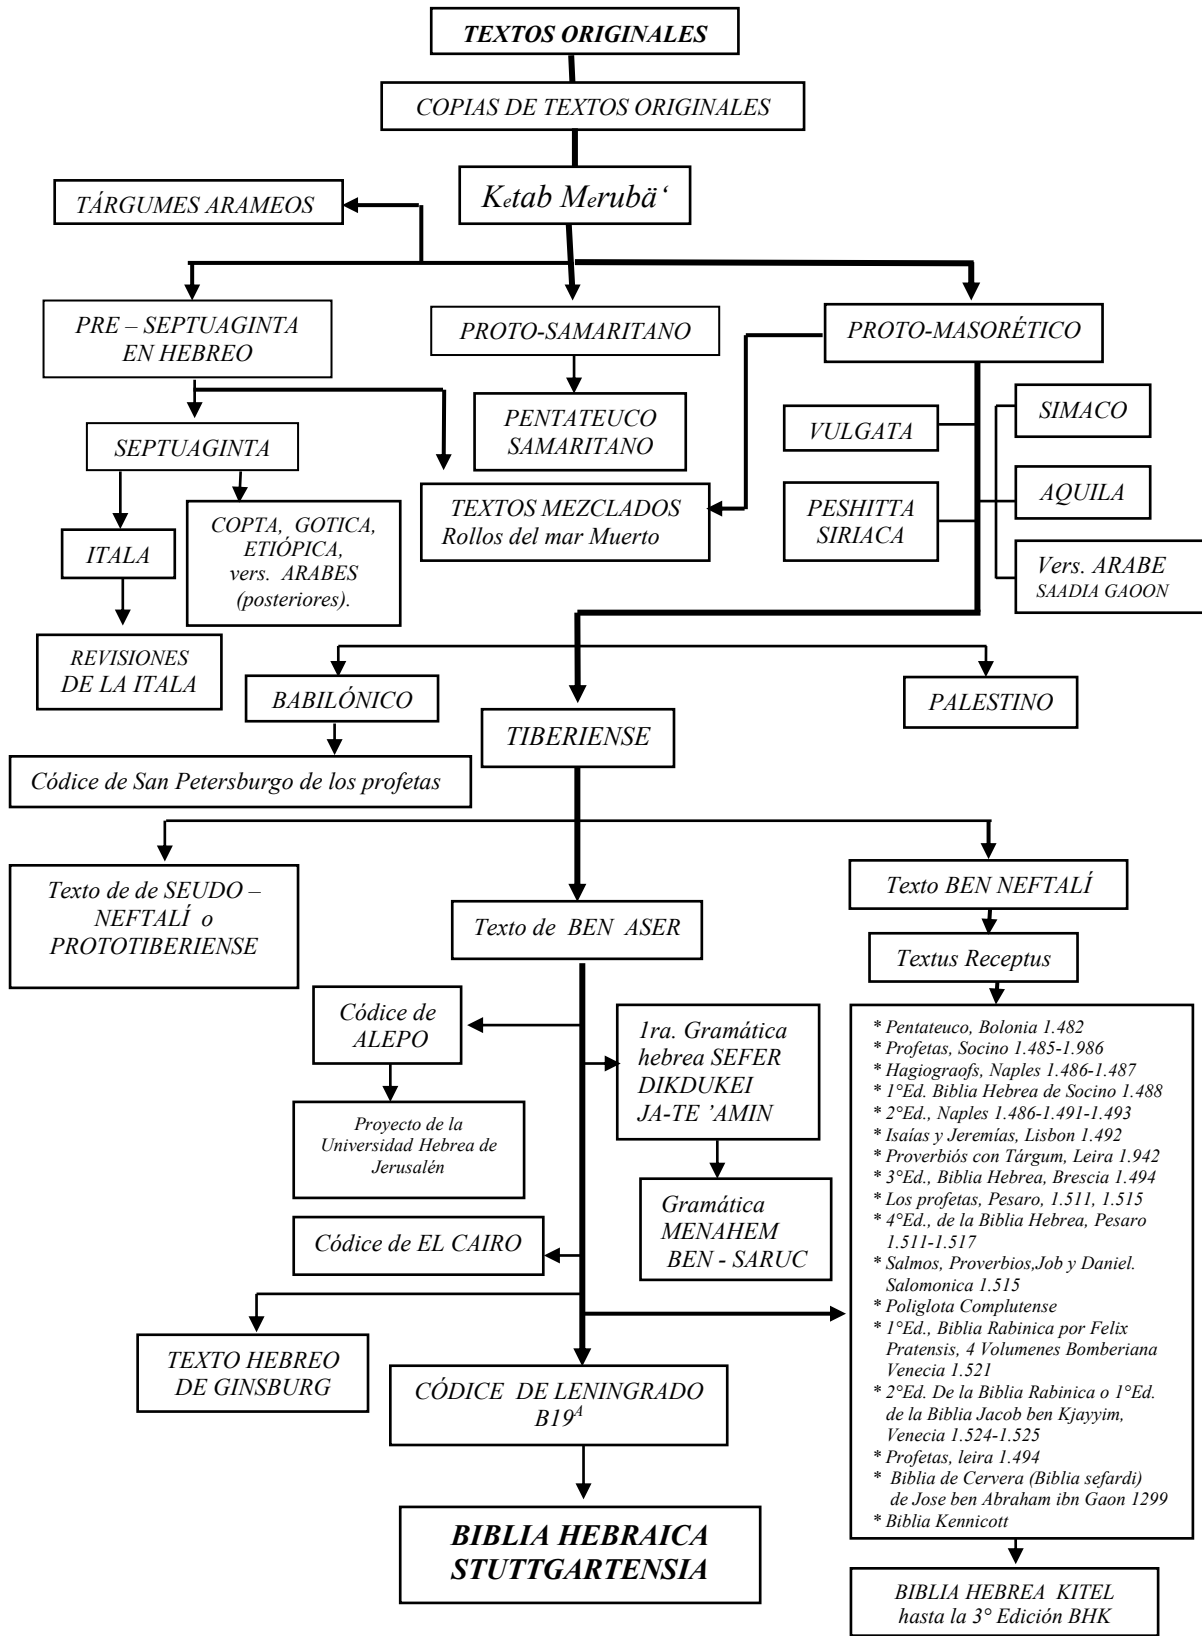 TEXTOS ORIGINALES
COPIAS DE TEXTOS ORIGINALES
Ketab Merubä‘
TÁRGUMES ARAMEOS
PRE – SEPTUAGINTA
EN HEBREO
PROTO-SAMARITANO
PROTO-MASORÉTICO
SEPTUAGINTA
PENTATEUCO
SAMARITANO
VULGATA
SIMACO
TEXTOS MEZCLADOS
Rollos del mar Muerto
PESHITTA
SIRIACA
AQUILA
ITALA
COPTA, GOTICA,
ETIÓPICA,
vers. ARABES
(posteriores).
Vers. ARABE
SAADIA GAOON
REVISIONES
DE LA ITALA
BABILÓNICO
TIBERIENSE
PALESTINO
Códice de San Petersburgo de los profetas
Texto de de SEUDO –
NEFTALÍ o
PROTOTIBERIENSE
Texto de BEN ASER
Texto BEN NEFTALÍ
Textus Receptus
Códice de
ALEPO
Proyecto de la
Universidad Hebrea de
Jerusalén
1ra. Gramática
hebrea SEFER
DIKDUKEI
JA-TE ’AMIN
Gramática
MENAHEM
BEN - SARUC
Códice de EL CAIRO
TEXTO HEBREO
DE GINSBURG
CÓDICE DE LENINGRADO
B19A
BIBLIA HEBRAICA
STUTTGARTENSIA
* Pentateuco, Bolonia 1.482
* Profetas, Socino 1.485-1.986
* Hagiograofs, Naples 1.486-1.487
* 1°Ed. Biblia Hebrea de Socino 1.488
* 2°Ed., Naples 1.486-1.491-1.493
* Isaías y Jeremías, Lisbon 1.492
* Proverbiós con Tárgum, Leira 1.942
* 3°Ed., Biblia Hebrea, Brescia 1.494
* Los profetas, Pesaro, 1.511, 1.515
* 4°Ed., de la Biblia Hebrea, Pesaro
1.511-1.517
* Salmos, Proverbios,Job y Daniel.
Salomonica 1.515
* Poliglota Complutense
* 1°Ed., Biblia Rabinica por Felix
Pratensis, 4 Volumenes Bomberiana
Venecia 1.521
* 2°Ed. De la Biblia Rabinica o 1°Ed.
de la Biblia Jacob ben Kjayyim,
Venecia 1.524-1.525
* Profetas, leira 1.494
* Biblia de Cervera (Biblia sefardi)
de Jose ben Abraham ibn Gaon 1299
* Biblia Kennicott
BIBLIA HEBREA KITEL
hasta la 3° Edición BHK